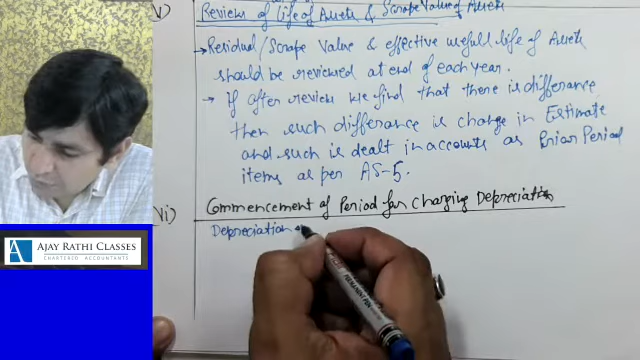 v) Review of Life of Assets & Scrape Value of Assets
→ Residual/Scrape Value & effective usefull life of Assets
should be reviewed at end of each year.
→ If after review we find that there is differance
then such differance is change in Estimate
and such is dealt in accounts as Prior Period
items as per AS-5.
vi) Commencement of Period for Charging Depreciation
Depreciation
AJAY RATHI CLASSES
CHARTERED ACCOUNTANTS
PERMANENT PEN